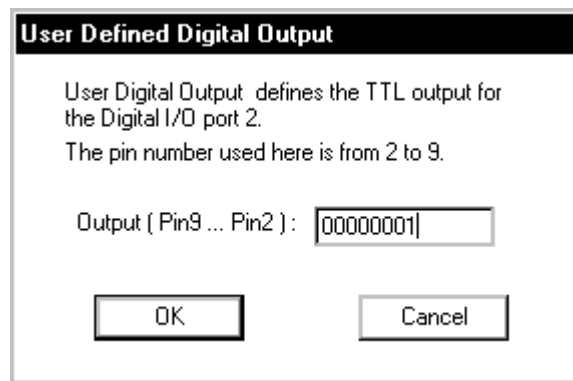 User Defined Digital Output
User Digital Output defines the TTL output for
the Digital I/O port 2.
The pin number used here is from 2 to 9.
Output ( Pin9 ... Pin2 ) : 00000001
OK Cancel